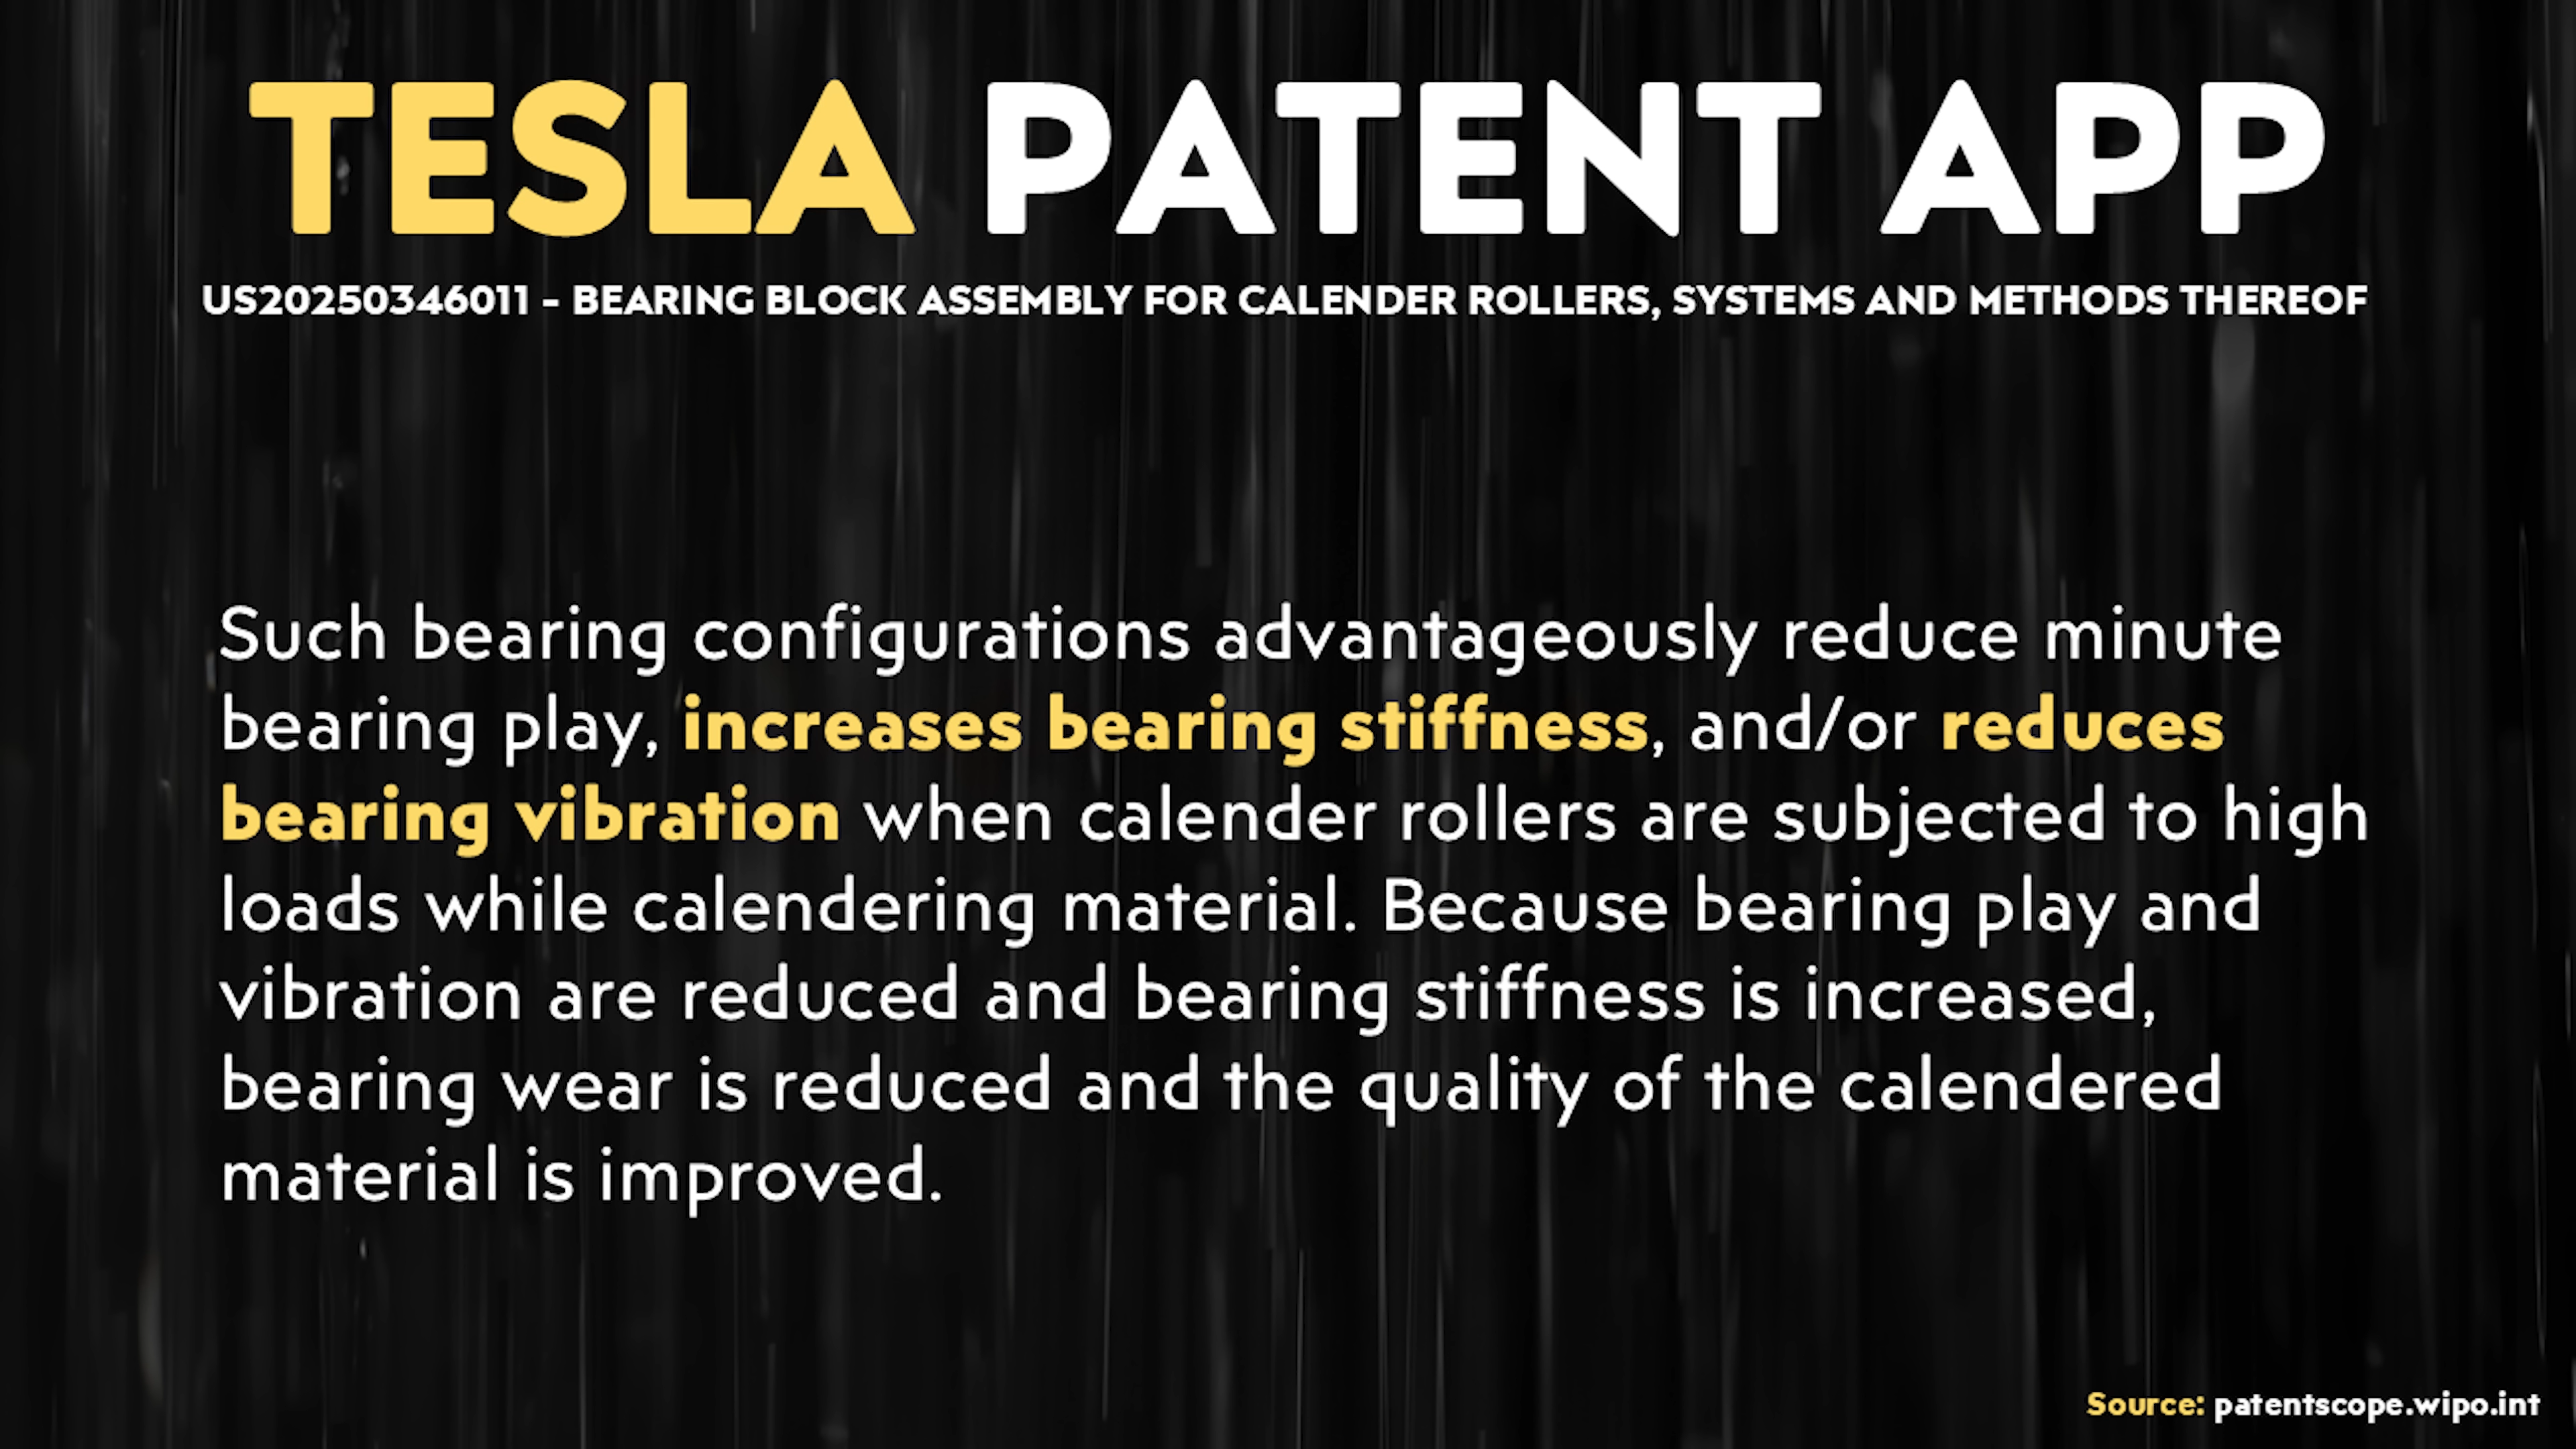 TESLA PATENT APP
US20250346011 - BEARING BLOCK ASSEMBLY FOR CALENDER ROLLERS, SYSTEMS AND METHODS THEREOF
Such bearing configurations advantageously reduce minute
bearing play, increases bearing stiffness, and/or reduces
bearing vibration when calender rollers are subjected to high
loads while calendering material. Because bearing play and
vibration are reduced and bearing stiffness is increased,
bearing wear is reduced and the quality of the calendered
material is improved.
Source: patentscope.wipo.int